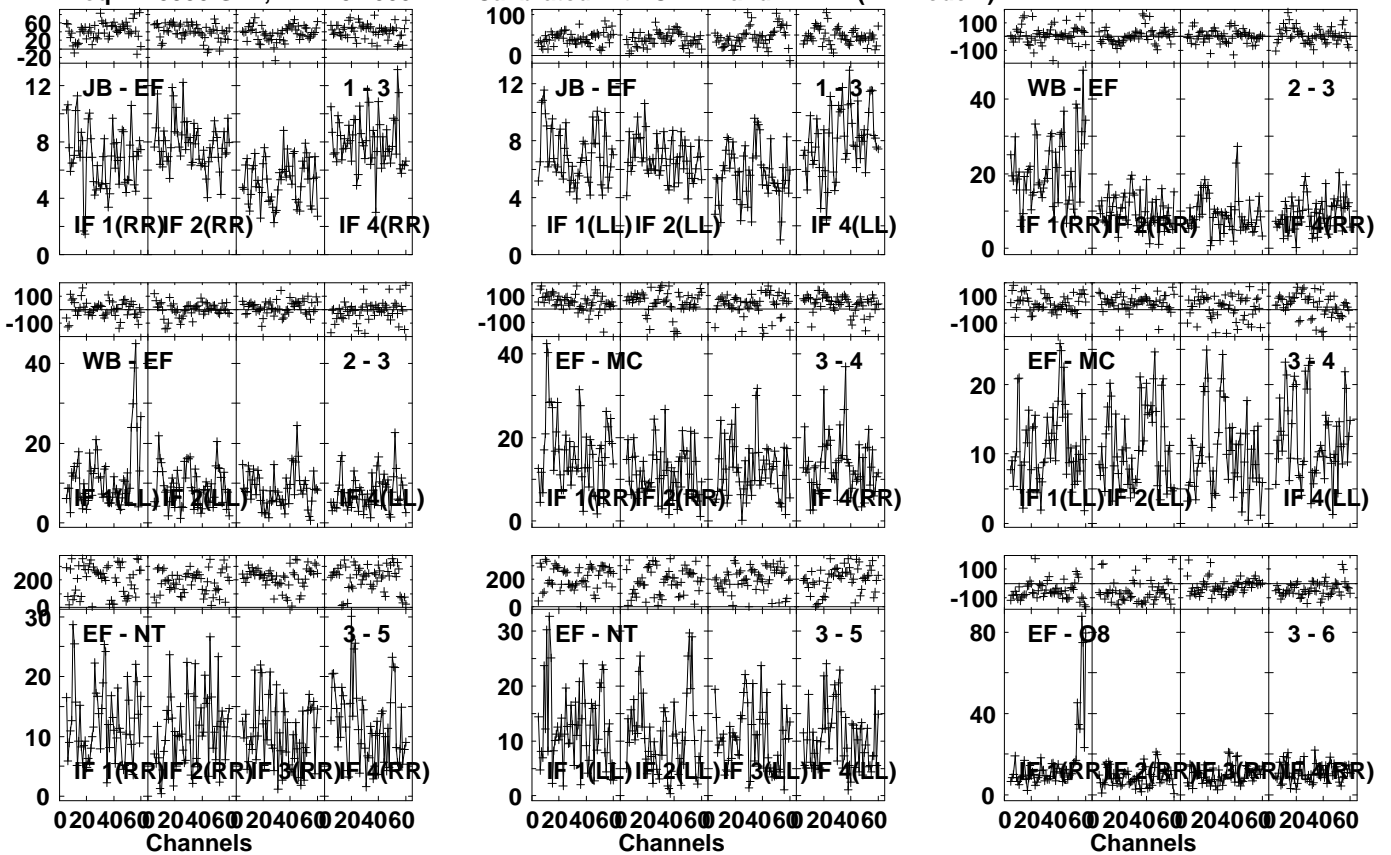 60
20
20
-20
JB - EF
1 - 3
12
8
4
0
IF 1(RR)
IF 2(RR)
IF 4(RR)
100
0
JB - EF
1 - 3
12
8
4
0
IF 1(LL)
IF 2(LL)
IF 4(LL)
100
-100
WB - EF
2 - 3
40
20
0
IF 1(RR)
IF 2(RR)
IF 4(RR)
100
-100
WB - EF
2 - 3
40
20
0
IF 1(LL)
IF 2(LL)
IF 4(LL)
100
-100
EF - MC
3 - 4
40
20
0
IF 1(RR)
IF 2(RR)
IF 4(RR)
100
-100
EF - MC
3 - 4
20
10
0
IF 1(LL)
IF 2(LL)
IF 4(LL)
200
0
EF - NT
3 - 5
30
20
10
0
IF 1(RR)
IF 2(RR)
IF 3(RR)
IF 4(RR)
0 20 40 60 0 20 40 60 0 20 40 60 0 20 40 60
Channels
200
0
EF - NT
3 - 5
30
20
10
0
IF 1(LL)
IF 2(LL)
IF 3(LL)
IF 4(LL)
0 20 40 60 0 20 40 60 0 20 40 60 0 20 40 60
Channels
100
-100
EF - O8
3 - 6
80
40
0
IF 1(RR)
IF 2(RR)
IF 3(RR)
IF 4(RR)
0 20 40 60 0 20 40 60 0 20 40 60 0 20 40 60
Channels